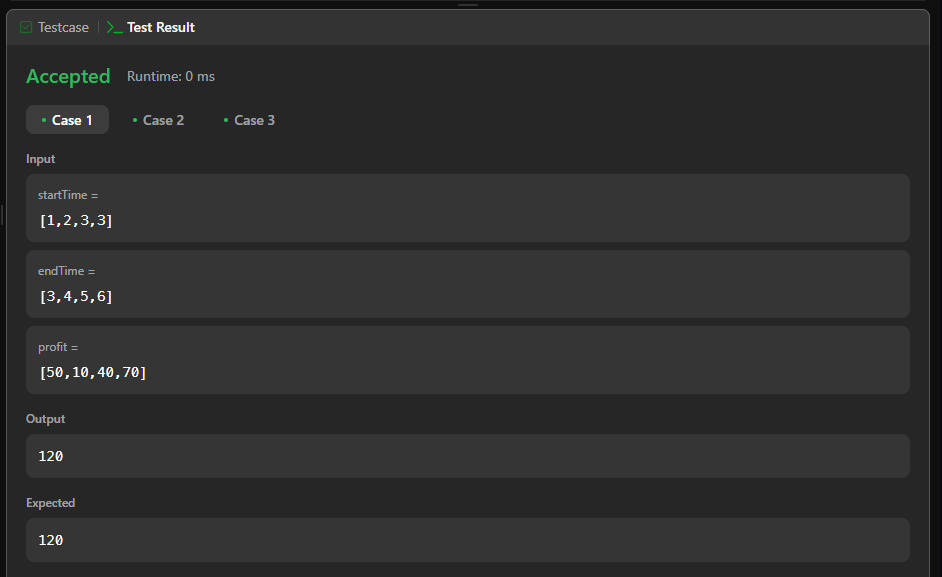 Testcase | >_ Test Result
Accepted Runtime: 0 ms
• Case 1 • Case 2 • Case 3
Input
startTime =
[1,2,3,3]
endTime =
[3,4,5,6]
profit =
[50,10,40,70]
Output
120
Expected
120